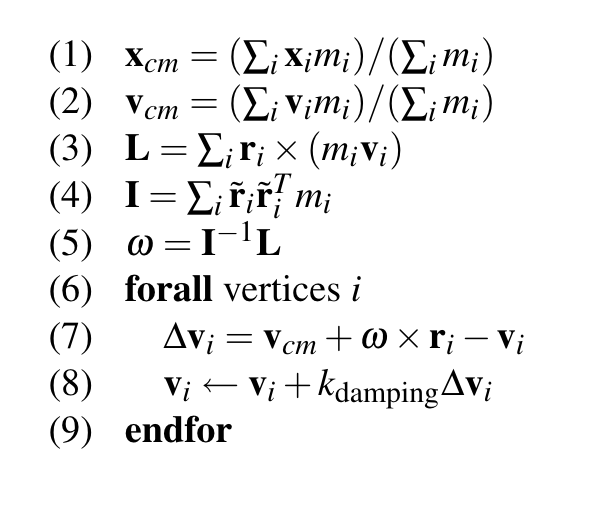 (1) x_cm = (∑_i x_i m_i)/(∑_i m_i)
(2) v_cm = (∑_i v_i m_i)/(∑_i m_i)
(3) L = ∑_i r_i × (m_i v_i)
(4) I = ∑_i r̃_i r̃_i^T m_i
(5) ω = I^{−1} L
(6) forall vertices i
(7) Δv_i = v_cm + ω × r_i − v_i
(8) v_i ← v_i + k_damping Δv_i
(9) endfor